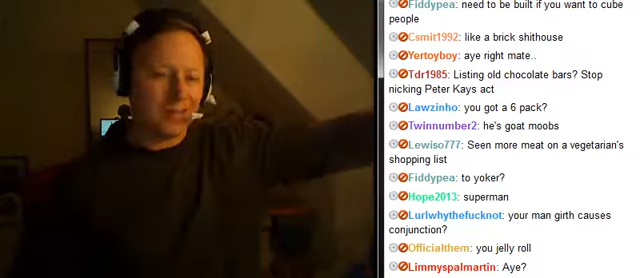 Fiddypea: need to be built if you want to cube
people
Csmit1992: like a brick shithouse
Yertoyboy: aye right mate..
Tdr1985: Listing old chocolate bars? Stop
nicking Peter Kays act
Lawzinho: you got a 6 pack?
Twinnumber2: he's goat moobs
Lewiso777: Seen more meat on a vegetarian's
shopping list
Fiddypea: to yoker?
Hope2013: superman
Lurlwhythefucknot: your man girth causes
conjunction?
Officialthem: you jelly roll
Limmyspalmartin: Aye?